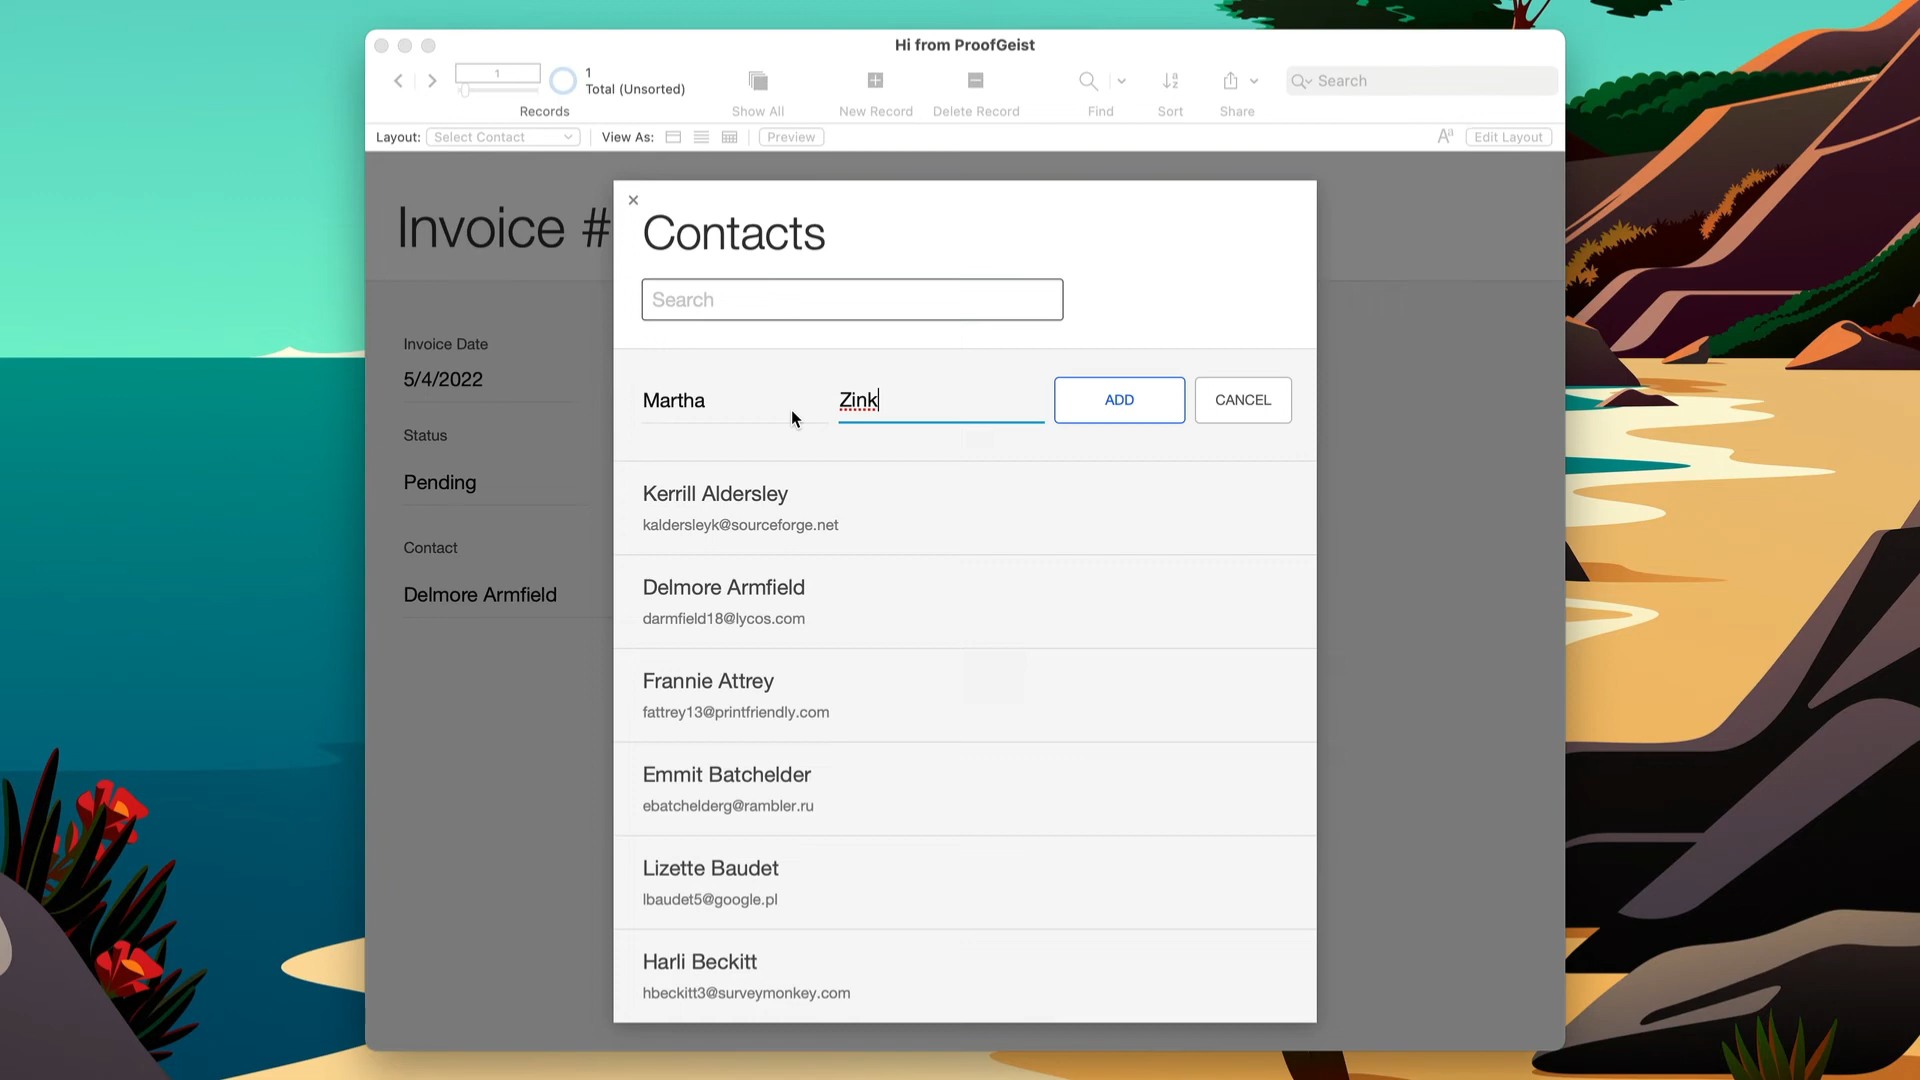 Hi from ProofGeist
1
1
Total (Unsorted)
Records
Show All
New Record
Delete Record
Find
Sort
Share
Search
Layout: Select Contact
View As:
Preview
Aª
Edit Layout
Invoice #
Invoice Date
5/4/2022
Status
Pending
Contact
Delmore Armfield
Contacts
Search
Martha
Zink
ADD
CANCEL
Kerrill Aldersley
kaldersleyk@sourceforge.net
Delmore Armfield
darmfield18@lycos.com
Frannie Attrey
fattrey13@printfriendly.com
Emmit Batchelder
ebatchelderg@rambler.ru
Lizette Baudet
lbaudet5@google.pl
Harli Beckitt
hbeckitt3@surveymonkey.com